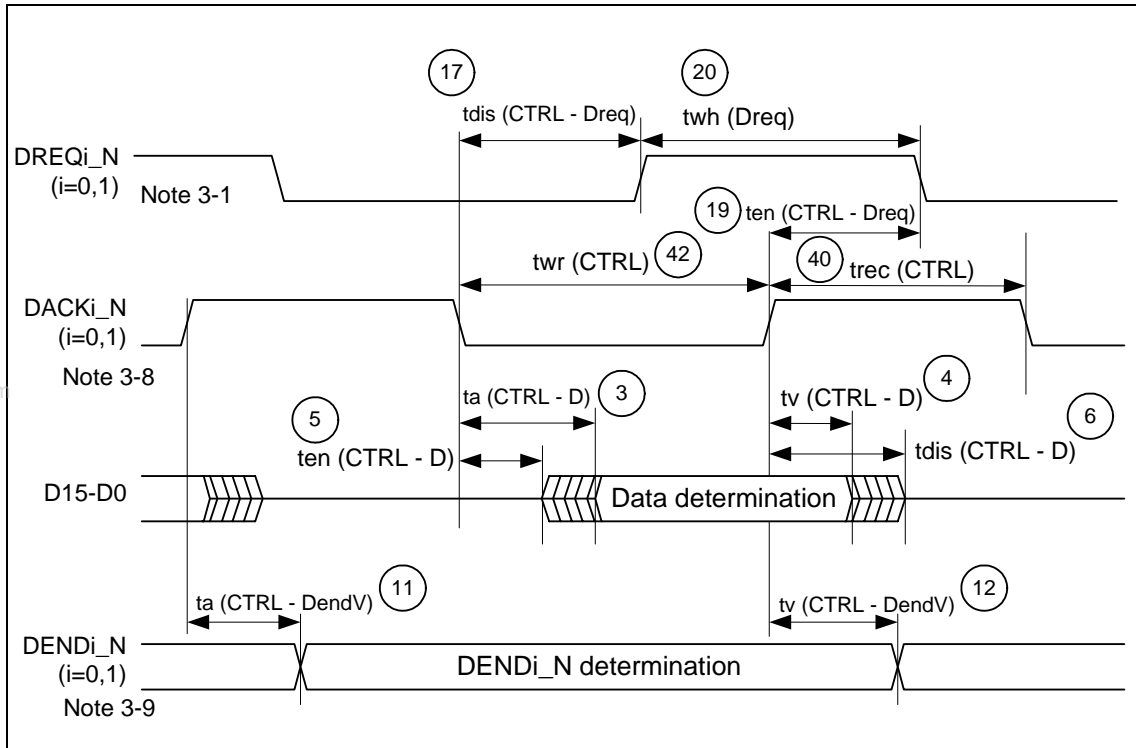 17
20
tdis (CTRL - Dreq)
twh (Dreq)
DREQi_N
(i=0,1)
Note 3-1
19
ten (CTRL - Dreq)
twr (CTRL)
42
40
trec (CTRL)
DACKi_N
(i=0,1)
Note 3-8
ta (CTRL - D)
3
4
tv (CTRL - D)
5
6
ten (CTRL - D)
tdis (CTRL - D)
D15-D0
Data determination
11
12
ta (CTRL - DendV)
tv (CTRL - DendV)
DENDi_N
(i=0,1)
DENDi_N determination
Note 3-9